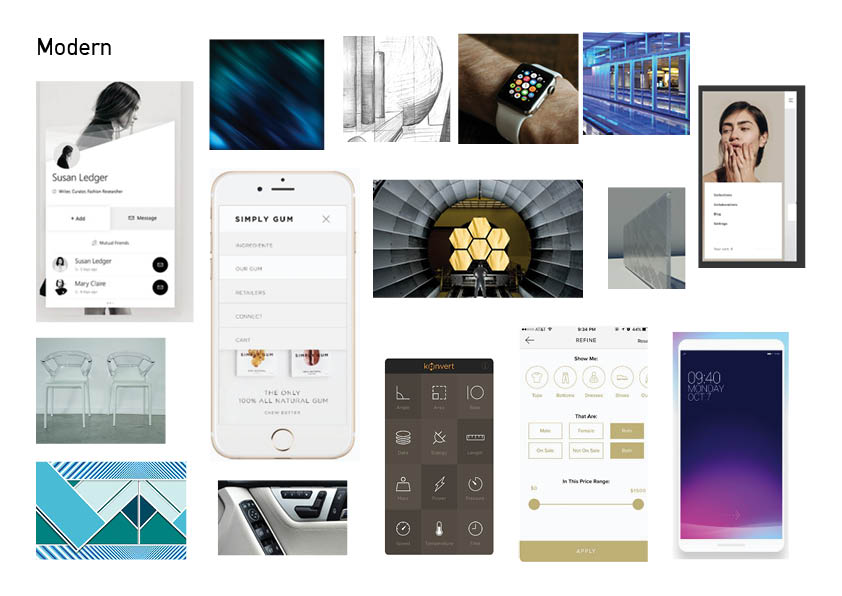 Modern
Susan Ledger
Writer, Curator, Fashion Researcher
+ Add
Message
Mutual Friends
Susan Ledger
Mary Claire
SIMPLY GUM
INGREDIENTS
OUR GUM
RETAILERS
CONNECT
CART
SIMPLY GUM
SIMPLY GUM
THE ONLY
100% ALL NATURAL GUM
CHEW BETTER
Collections
Collaborations
Blog
Settings
konvert
Angle
Area
Base
Data
Energy
Length
Mass
Power
Pressure
Speed
Temperature
Time
AT&T
9:34 PM
44%
REFINE
Reset
Show Me:
Tops
Bottoms
Dresses
Shoes
That Are:
Male
Female
Both
On Sale
Not On Sale
Both
In This Price Range:
$0
$1500
APPLY
09:40
MONDAY
OCT 7